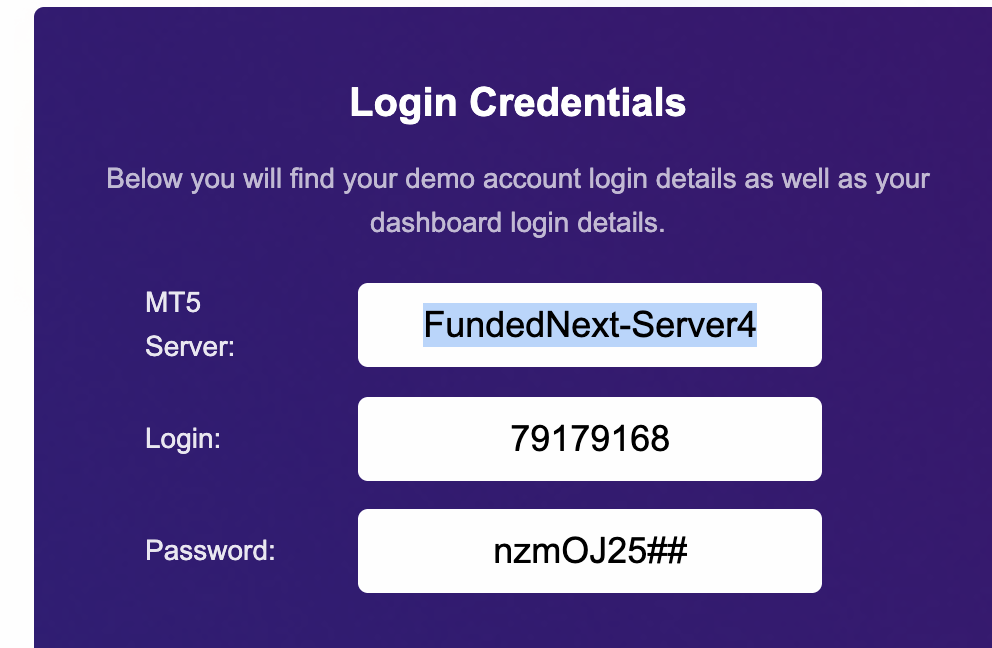 Login Credentials
Below you will find your demo account login details as well as your
dashboard login details.
MT5
Server:
FundedNext-Server4
Login:
79179168
Password:
nzmOJ25##